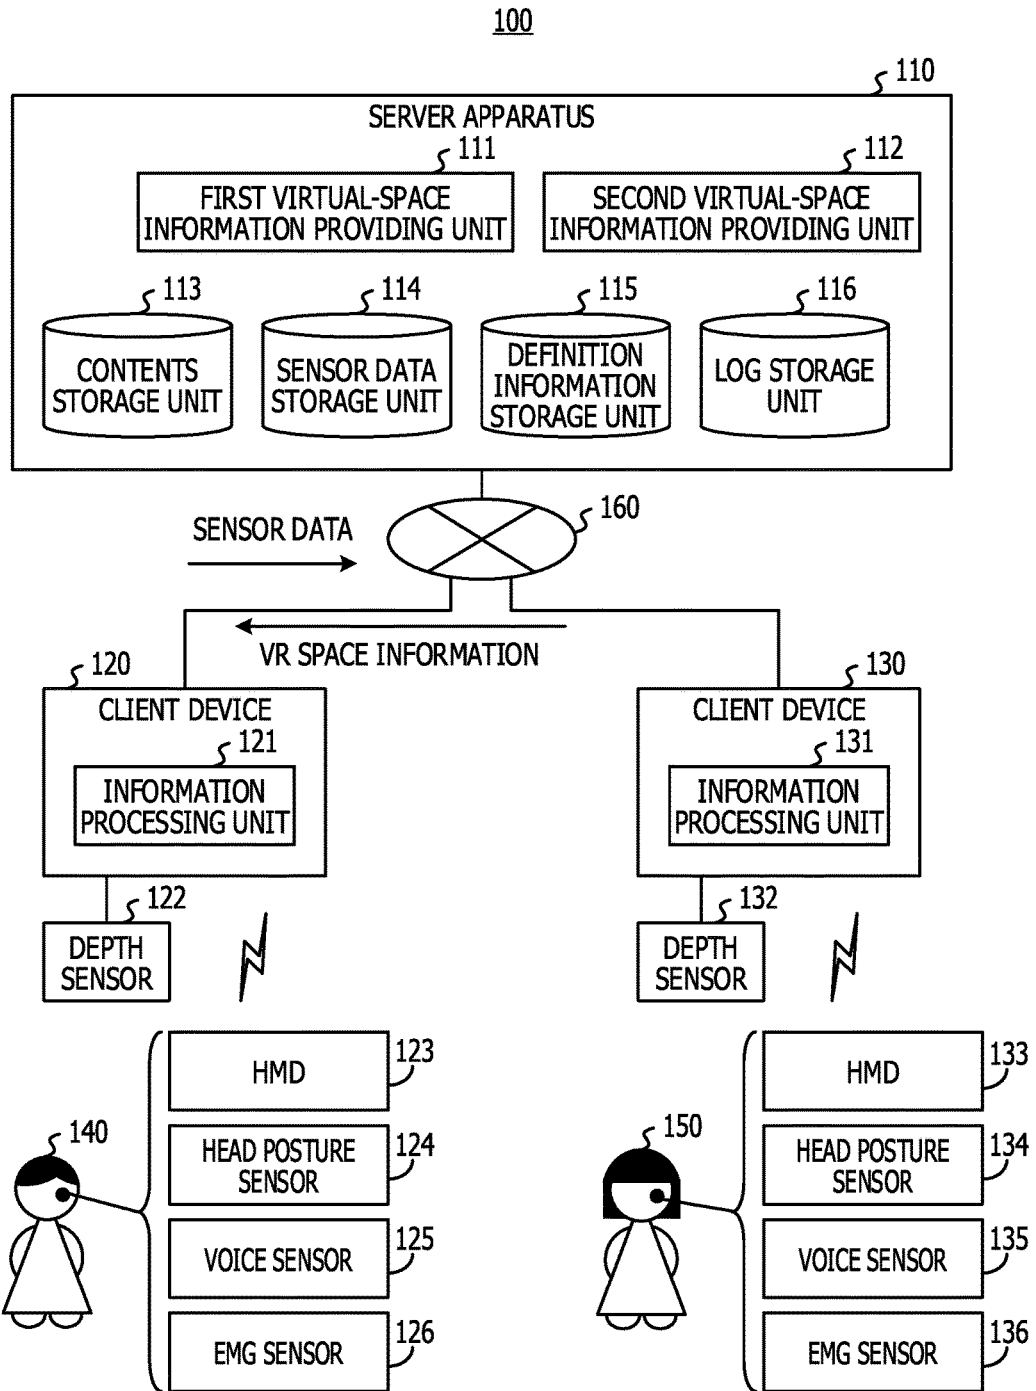 100
110
SERVER APPARATUS
111
112
FIRST VIRTUAL-SPACE
INFORMATION PROVIDING UNIT
SECOND VIRTUAL-SPACE
INFORMATION PROVIDING UNIT
113
114
115
116
CONTENTS
STORAGE UNIT
SENSOR DATA
STORAGE UNIT
DEFINITION
INFORMATION
STORAGE UNIT
LOG STORAGE
UNIT
160
SENSOR DATA
VR SPACE INFORMATION
120
CLIENT DEVICE
121
INFORMATION
PROCESSING UNIT
122
DEPTH
SENSOR
130
CLIENT DEVICE
131
INFORMATION
PROCESSING UNIT
132
DEPTH
SENSOR
140
HMD
123
HEAD POSTURE
SENSOR
124
VOICE SENSOR
125
EMG SENSOR
126
150
HMD
133
HEAD POSTURE
SENSOR
134
VOICE SENSOR
135
EMG SENSOR
136